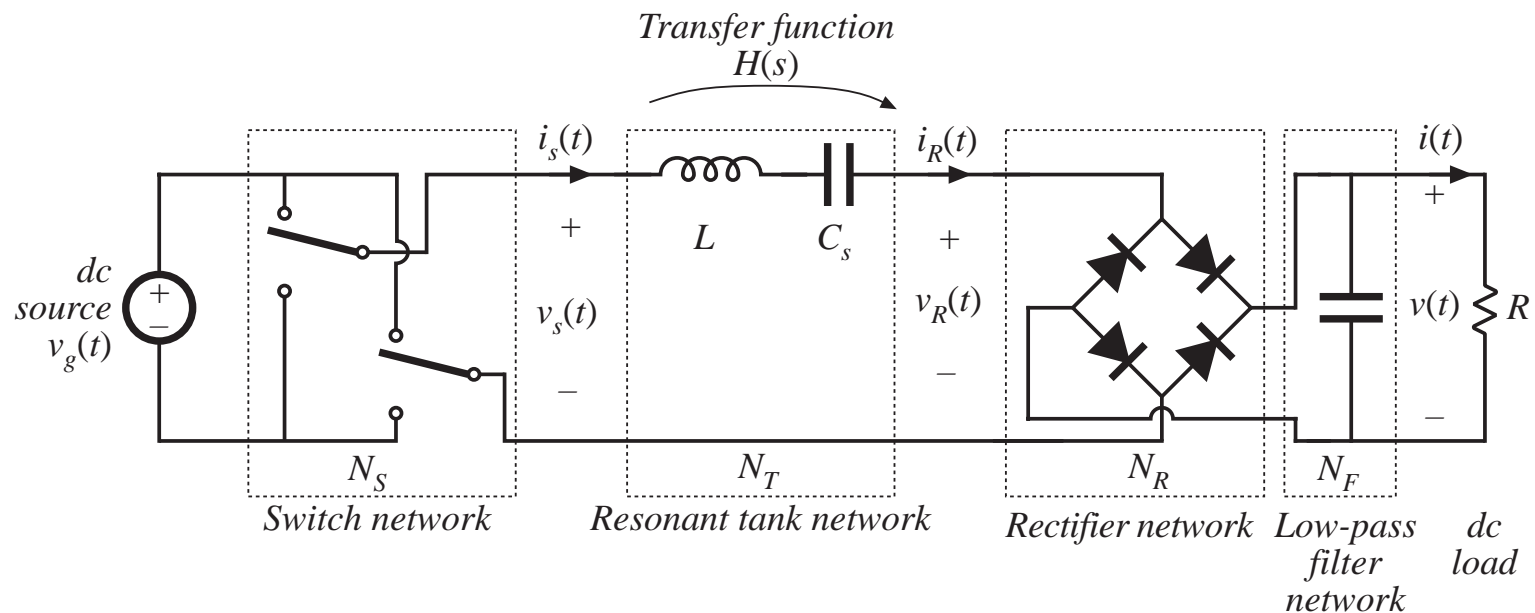 Transfer function
H(s)
i_s(t)
i_R(t)
i(t)
+
+
+
L
C_s
dc
source
v_g(t)
+
–
v_s(t)
v_R(t)
v(t)
R
–
–
–
N_S
N_T
N_R
N_F
Switch network
Resonant tank network
Rectifier network
Low-pass
filter
network
dc
load